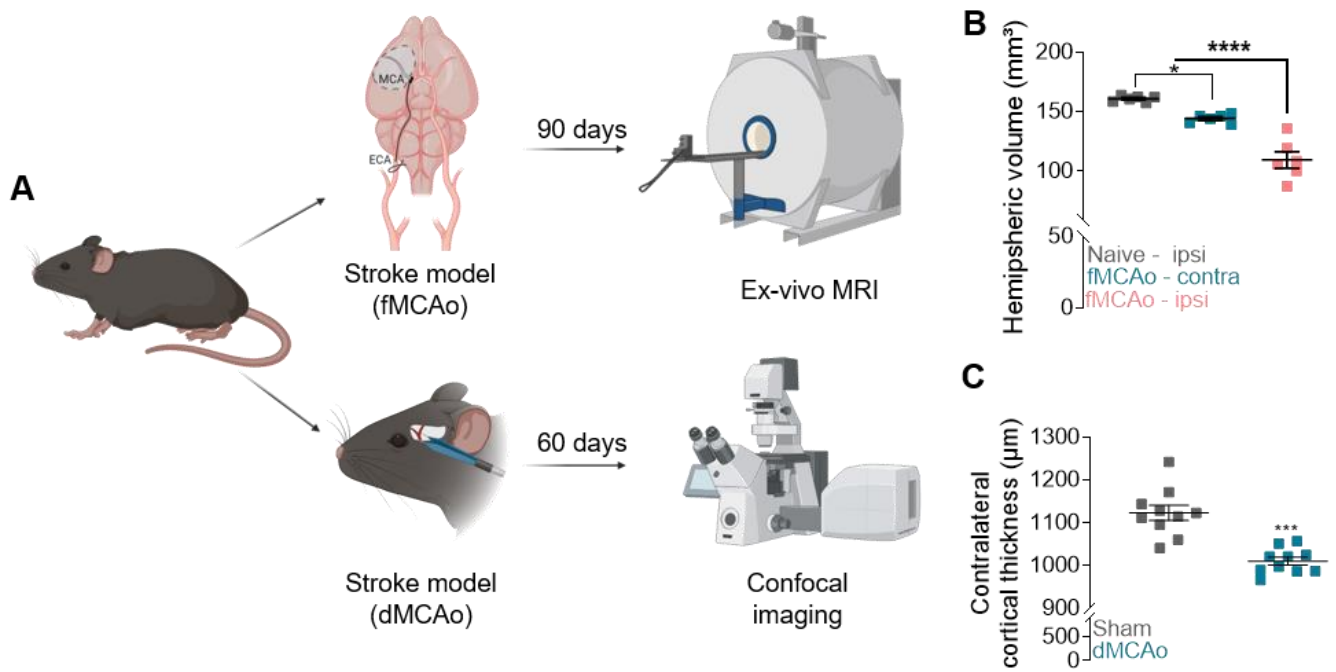 A
MCA
ECA
90 days
Stroke model
(fMCAo)
Ex-vivo MRI
60 days
Stroke model
(dMCAo)
Confocal
imaging
B
Hemipsheric volume (mm³)
200
150
100
50
0
****
*
Naive - ipsi
fMCAo - contra
fMCAo - ipsi
C
Contralateral
cortical thickness (µm)
1300
1200
1100
1000
900
500
0
***
Sham
dMCAo